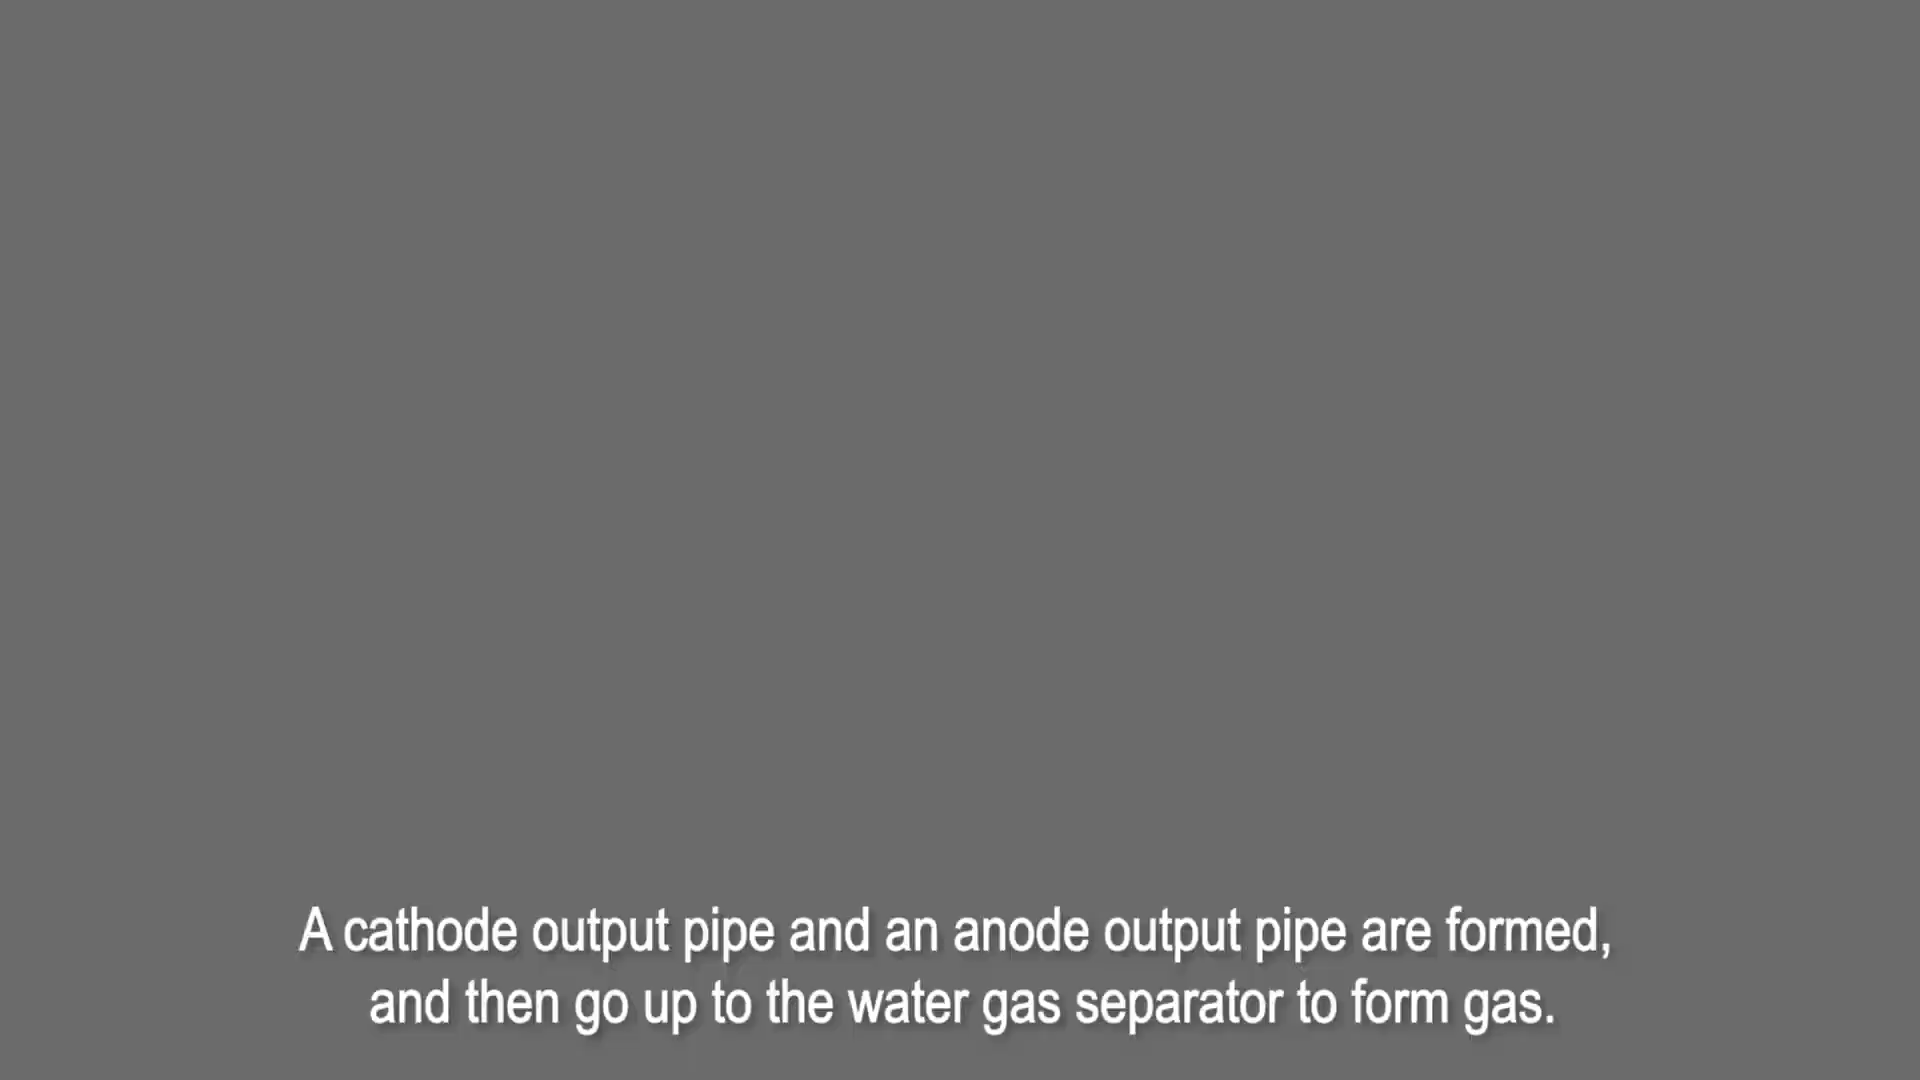 A cathode output pipe and an anode output pipe are formed,
and then go up to the water gas separator to form gas.